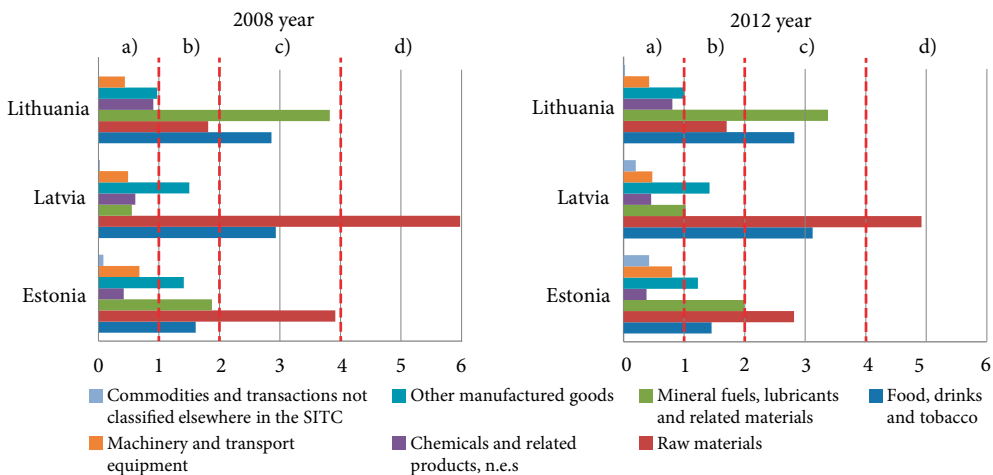 2008 year
a) b) c) d)
Lithuania
Latvia
Estonia
0 1 2 3 4 5 6
2012 year
a) b) c) d)
Lithuania
Latvia
Estonia
0 1 2 3 4 5 6
Commodities and transactions not
classified elsewhere in the SITC
Machinery and transport
equipment
Other manufactured goods
Chemicals and related
products, n.e.s
Mineral fuels, lubricants
and related materials
Raw materials
Food, drinks
and tobacco